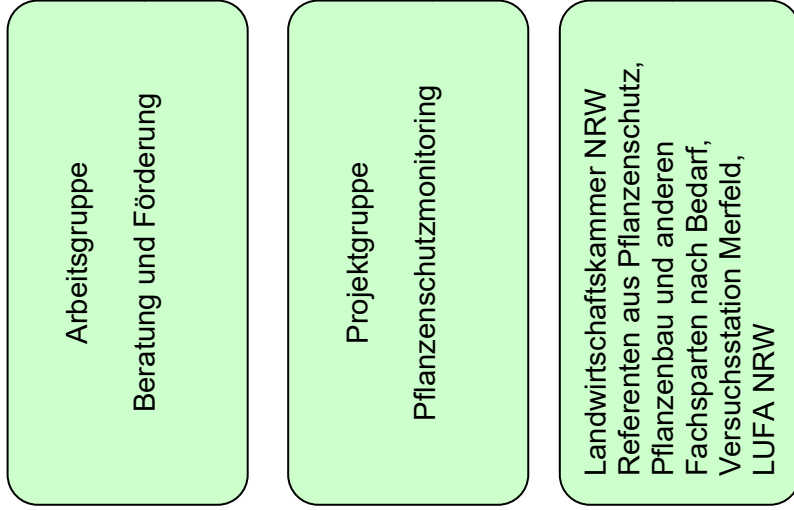 Arbeitsgruppe
Beratung und Förderung
Projektgruppe
Pflanzenschutzmonitoring
Landwirtschaftskammer NRW
Referenten aus Pflanzenschutz,
Pflanzenbau und anderen
Fachsparten nach Bedarf,
Versuchsstation Merfeld,
LUFA NRW